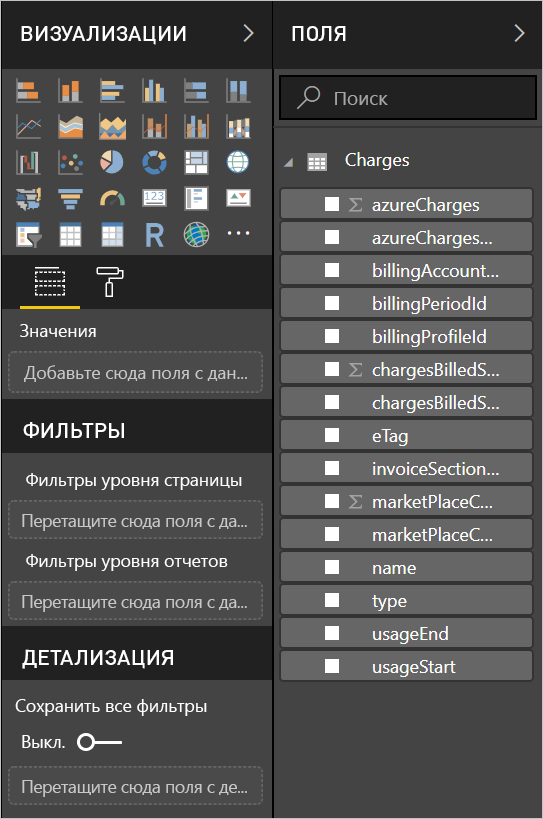 ВИЗУАЛИЗАЦИИ
123
R
Значения
Добавьте сюда поля с дан...
ФИЛЬТРЫ
Фильтры уровня страницы
Перетащите сюда поля с да...
Фильтры уровня отчетов
Перетащите сюда поля с да...
ДЕТАЛИЗАЦИЯ
Сохранить все фильтры
Выкл.
Перетащите сюда поля с де...
ПОЛЯ
Поиск
Charges
Σ azureCharges
azureCharges...
billingAccount...
billingPeriodId
billingProfileId
Σ chargesBilledS...
chargesBilledS...
eTag
invoiceSection...
Σ marketPlaceC...
marketPlaceC...
name
type
usageEnd
usageStart